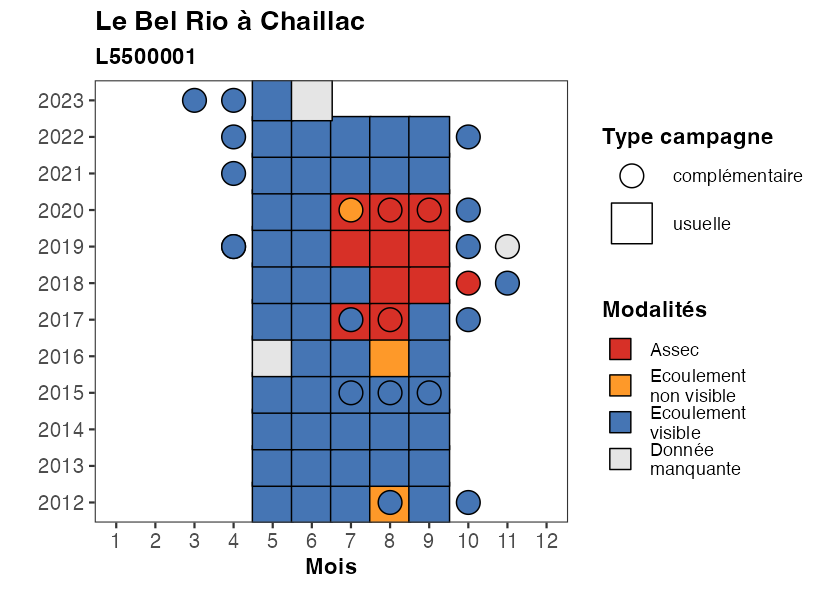 Le Bel Rio à Chaillac
L5500001
2023
2022
2021
2020
2019
2018
2017
2016
2015
2014
2013
2012
1 2 3 4 5 6 7 8 9 10 11 12
Mois
Type campagne
complémentaire
usuelle
Modalités
Assec
Ecoulement
non visible
Ecoulement
visible
Donnée
manquante